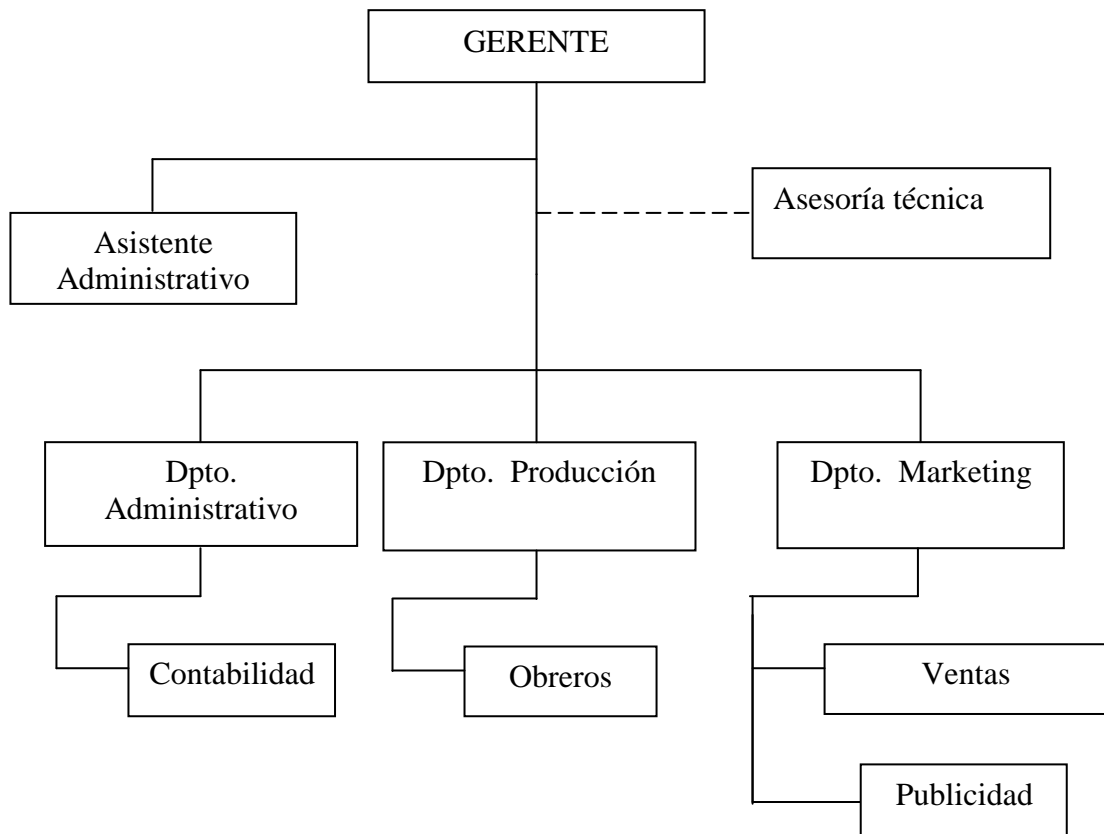 GERENTE
Asesoría técnica
Asistente
Administrativo
Dpto.
Administrativo
Dpto. Producción
Dpto. Marketing
Contabilidad
Obreros
Ventas
Publicidad